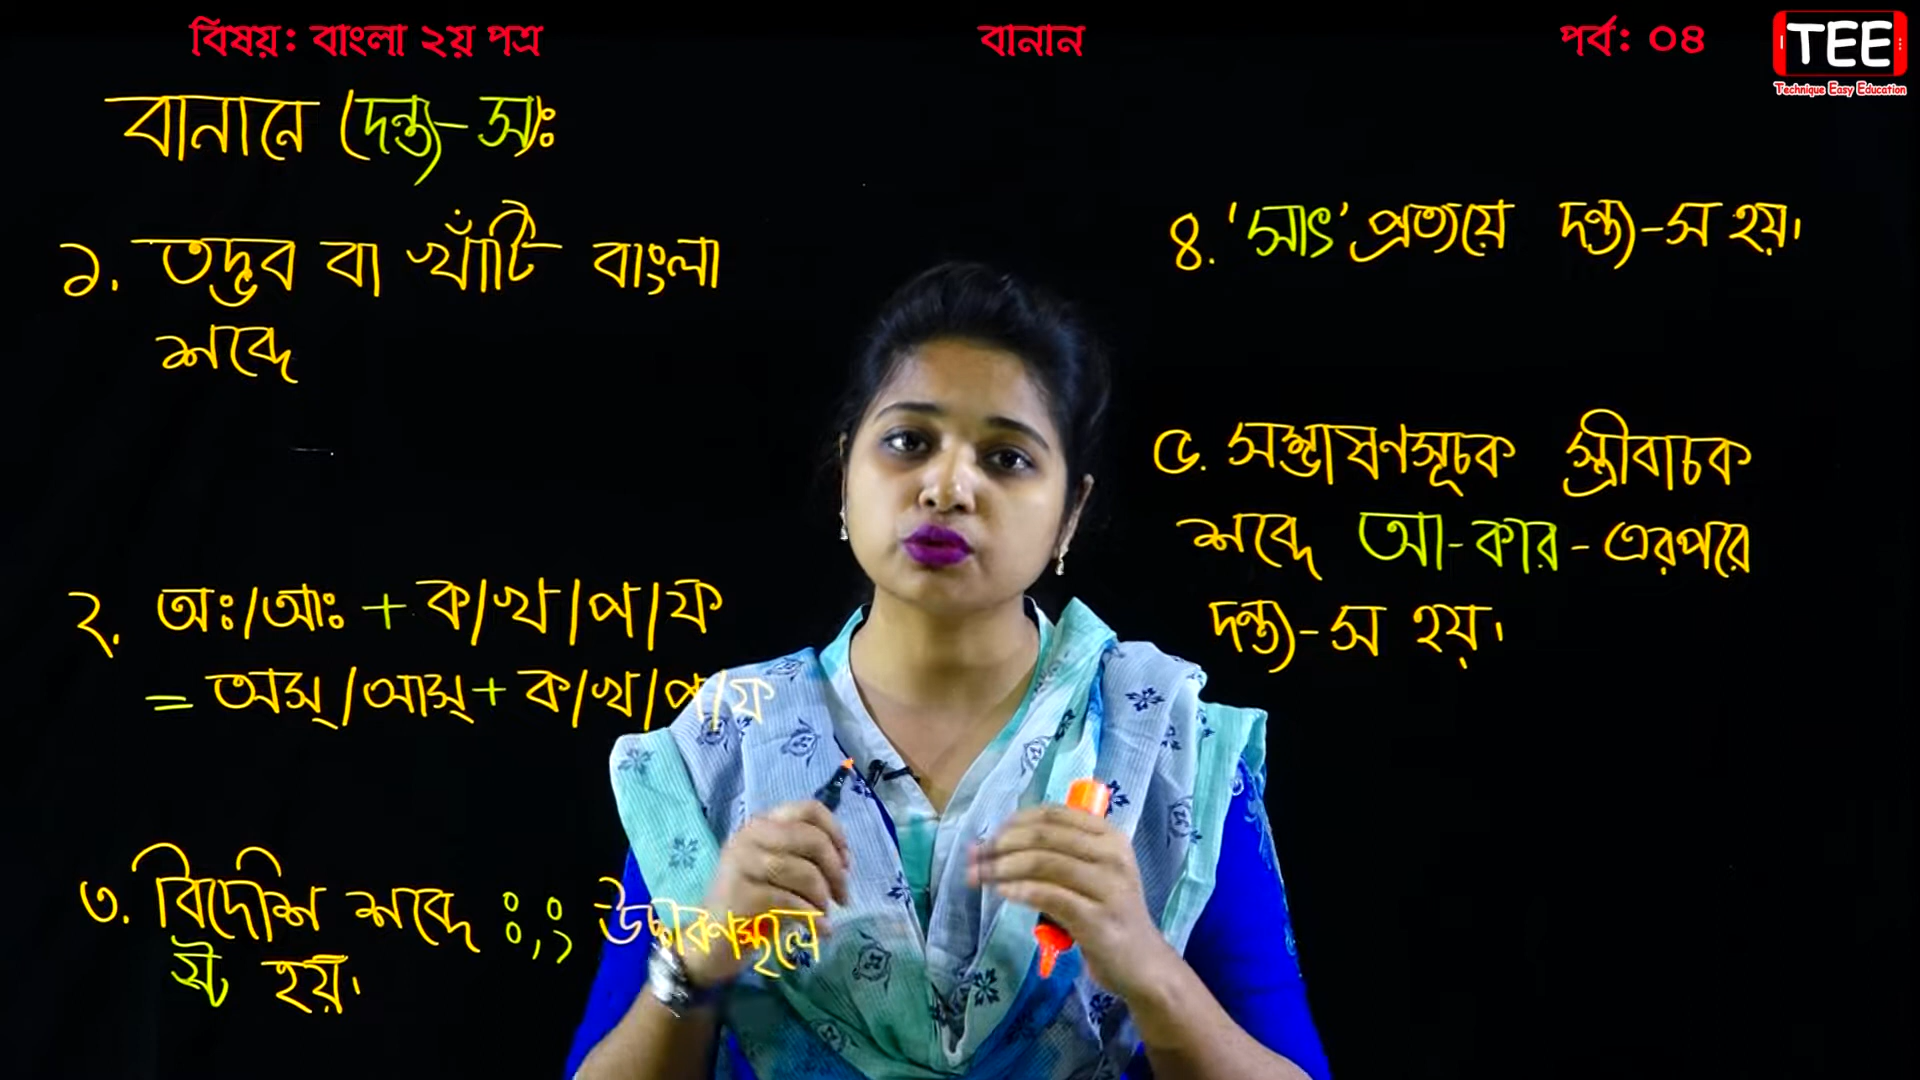 বিষয়: বাংলা ২য় পত্র
বানান
পর্ব: ০৪
TEE
Technique Easy Education
বানানে (দন্ত্য-স)ঃ
১. তদ্ভব বা খাঁটি বাংলা
শব্দে
২. অঃ/আঃ + ক/খ/প/ফ
= অস্/আস্ + ক/খ/প/ফ
৩. বিদেশি শব্দে ঃ, ং উচ্চারণস্থলে
স্ট হয়।
৪. 'সাৎ' প্রত্যয়ে দন্ত্য-স হয়।
৫. সম্ভাষণসূচক স্ত্রীবাচক
শব্দে আ-কার-এরপরে
দন্ত্য-স হয়।